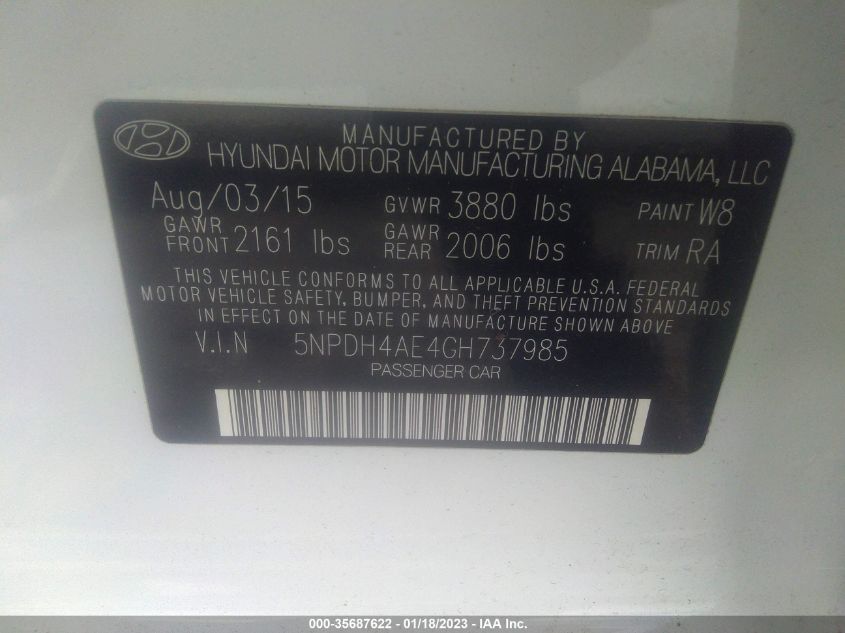 MANUFACTURED BY
HYUNDAI MOTOR MANUFACTURING ALABAMA, LLC
Aug/03/15 GVWR 3880 lbs PAINT W8
GAWR FRONT 2161 lbs GAWR REAR 2006 lbs TRIM RA
THIS VEHICLE CONFORMS TO ALL APPLICABLE U.S.A. FEDERAL
MOTOR VEHICLE SAFETY, BUMPER, AND THEFT PREVENTION STANDARDS
IN EFFECT ON THE DATE OF MANUFACTURE SHOWN ABOVE
V.I.N 5NPDH4AE4GH737985
PASSENGER CAR
000-35687622 - 01/18/2023 - IAA Inc.